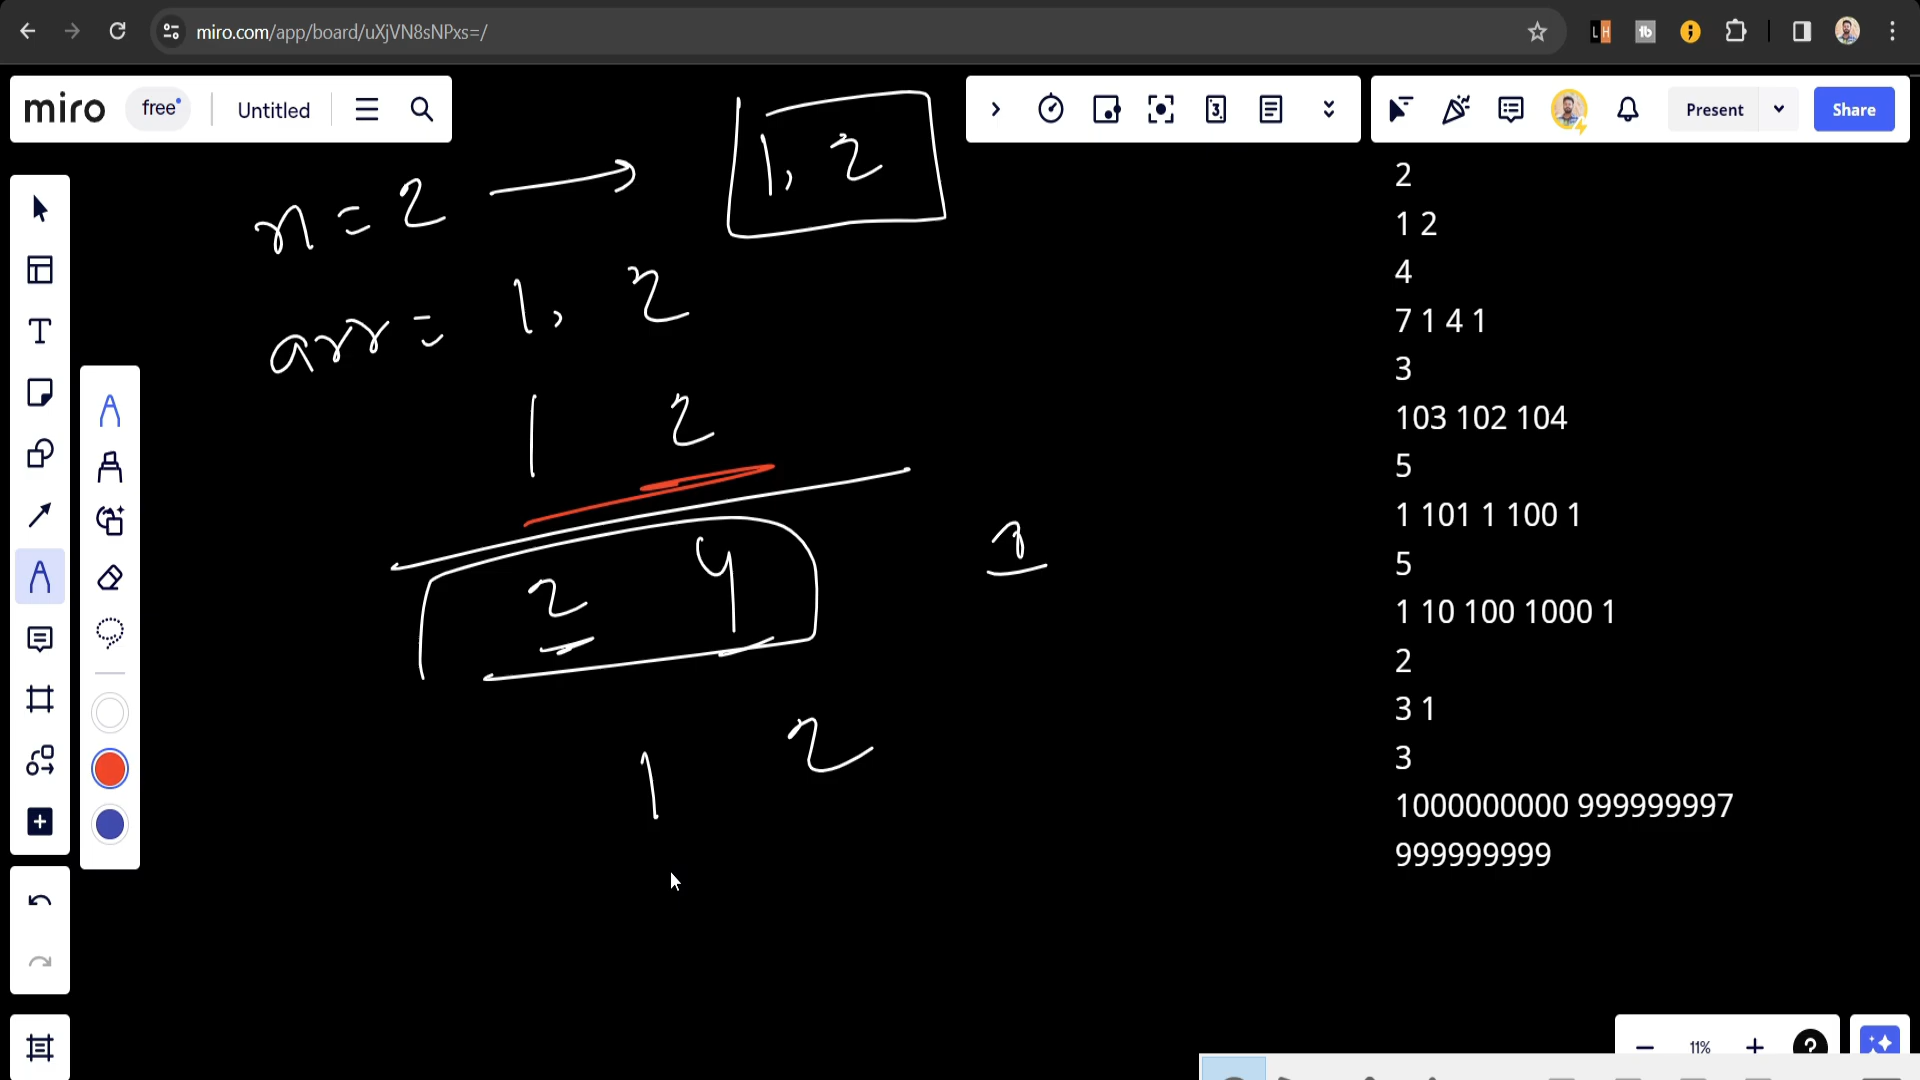 miro.com/app/board/uXjVN8sNPxs=/
miro free Untitled
Present Share
n = 2 → 1, 2
arr = 1, 2
1 2
2 4
1 2
2
1 2
4
7 1 4 1
3
103 102 104
5
1 101 1 100 1
5
1 10 100 1000 1
2
3 1
3
1000000000 999999997
999999999
11%